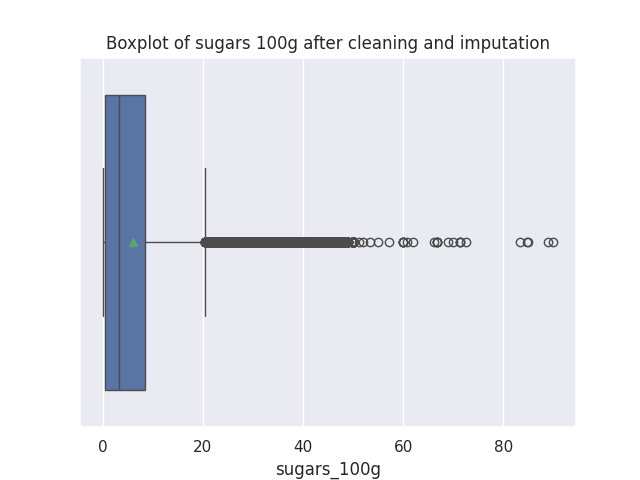 Boxplot of sugars 100g after cleaning and imputation
0 20 40 60 80
sugars_100g